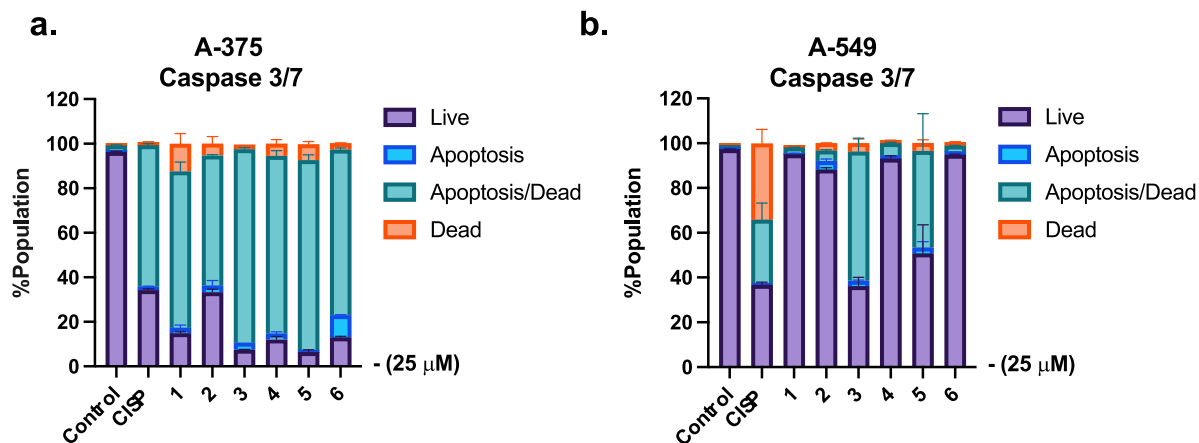 a.
A-375
Caspase 3/7
%Population
120
100
80
60
40
20
0
Control
CISP
1
2
3
4
5
6
- (25 μM)
Live
Apoptosis
Apoptosis/Dead
Dead
b.
A-549
Caspase 3/7
%Population
120
100
80
60
40
20
0
Control
CISP
1
2
3
4
5
6
- (25 μM)
Live
Apoptosis
Apoptosis/Dead
Dead